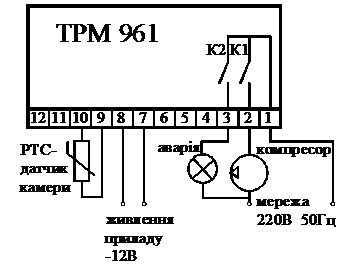 ТРМ 961
К2 К1
12 11 10 9 8 7 6 5 4 3 2 1
РТС-
датчик
камери
аварія
компресор
живлення
приладу
-12В
мережа
220В 50Гц